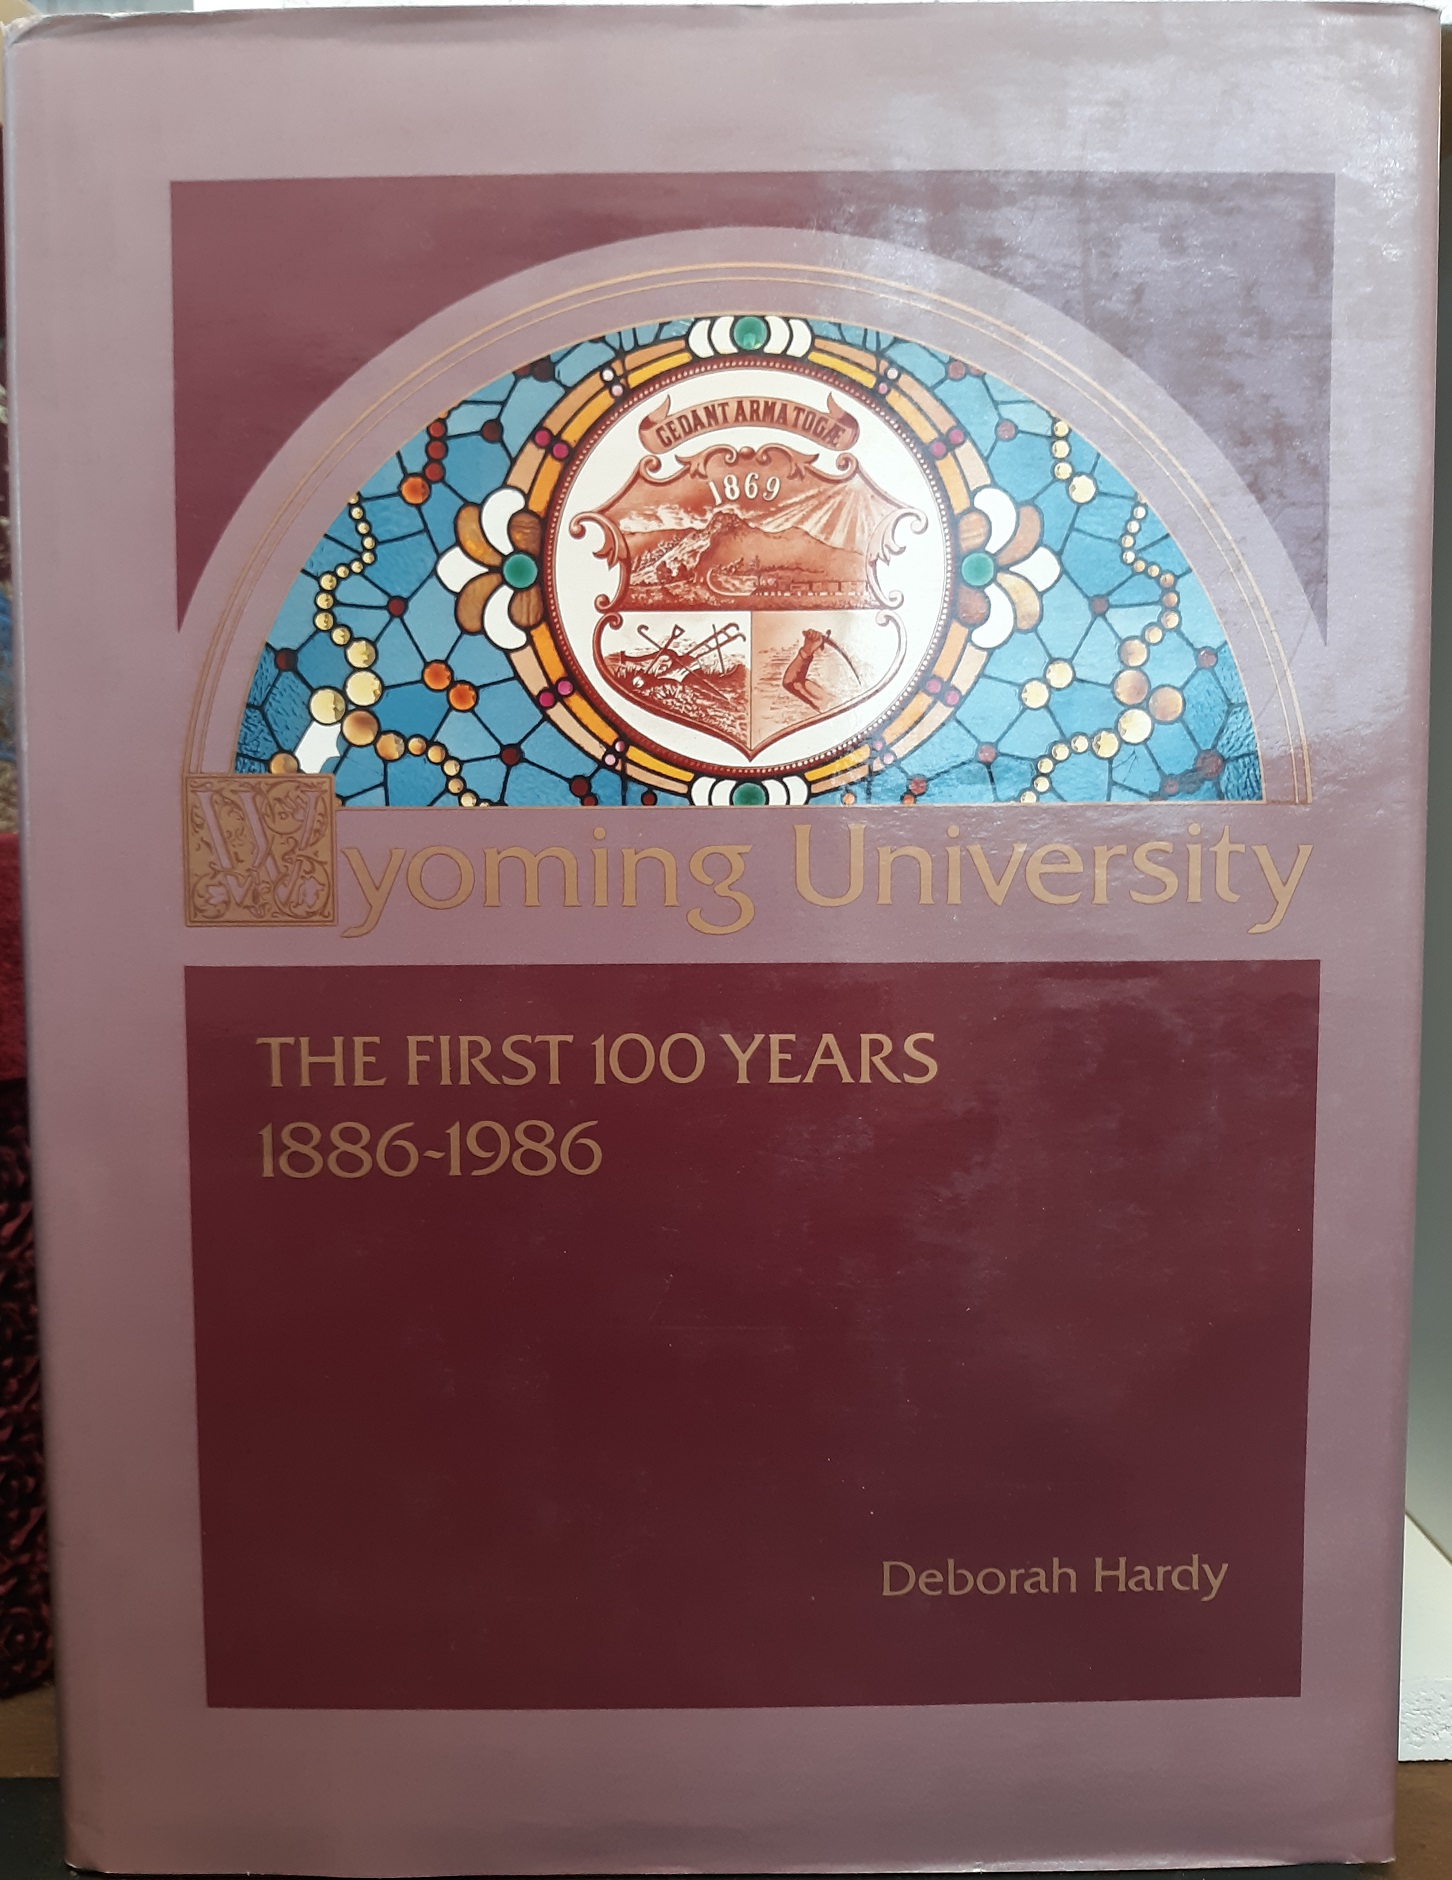 CEDANT ARMA TOGÆ
1869
Wyoming University
THE FIRST 100 YEARS
1886-1986
Deborah Hardy